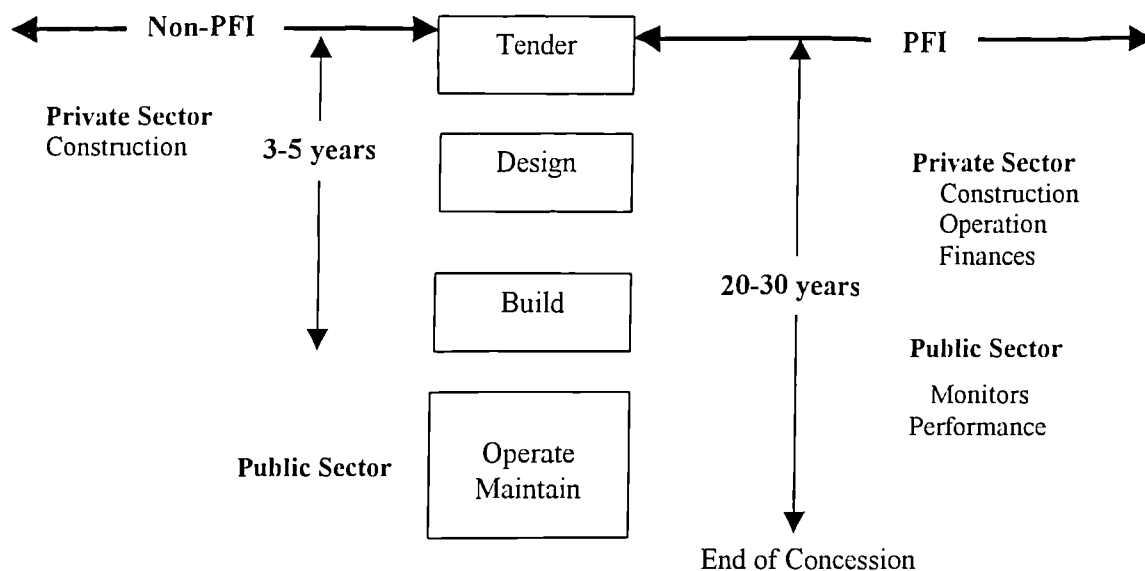 Non-PFI
Tender
PFI
Private Sector
Construction
3-5 years
Design
Private Sector
Construction
Operation
Finances
20-30 years
Build
Public Sector
Monitors
Performance
Public Sector
Operate
Maintain
End of Concession